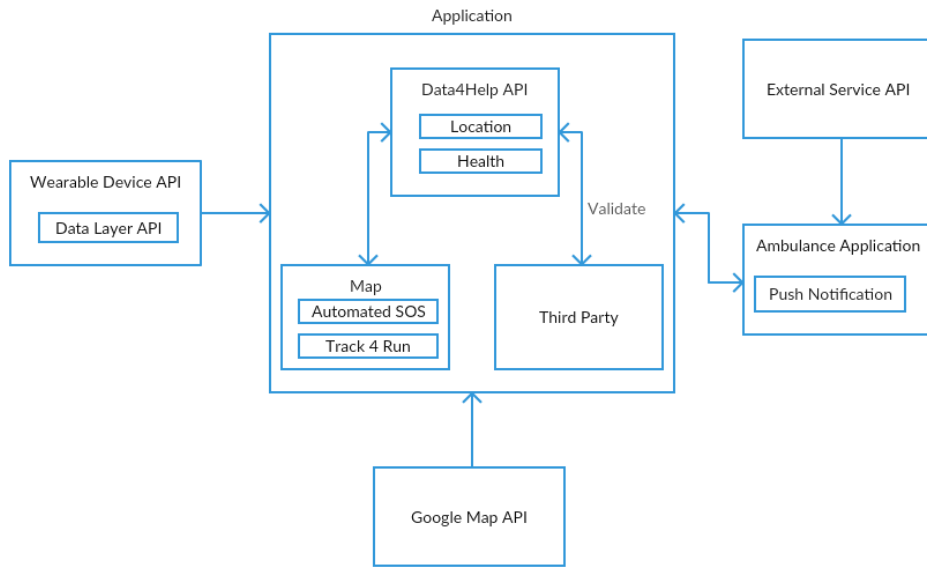 Application
Data4Help API
Location
Health
External Service API
Wearable Device API
Data Layer API
Validate
Ambulance Application
Push Notification
Map
Automated SOS
Track 4 Run
Third Party
Google Map API